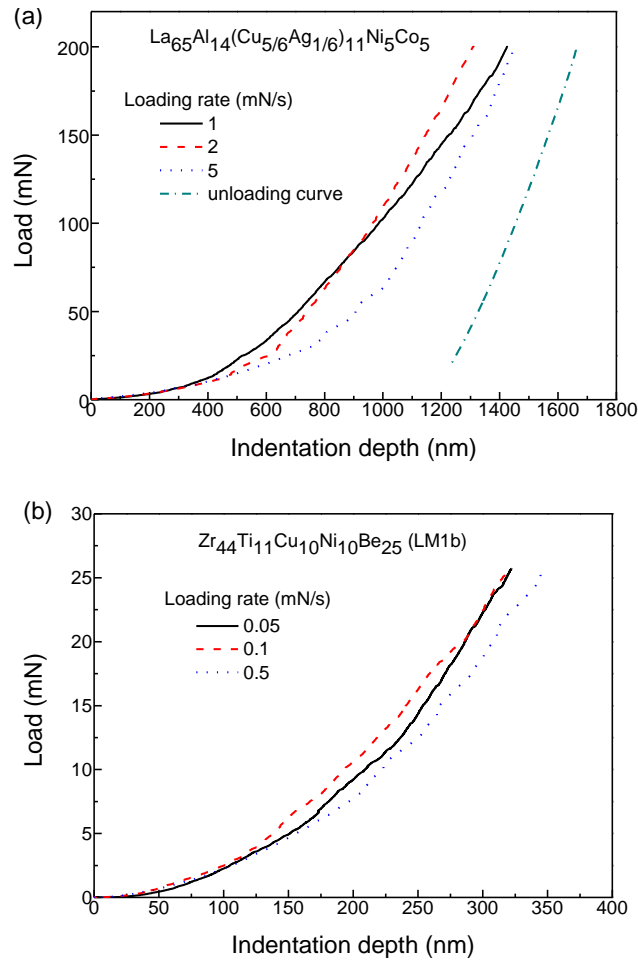 (a)
La65Al14(Cu5/6Ag1/6)11Ni5Co5
Loading rate (mN/s)
1
2
5
unloading curve
200
150
100
50
0
Load (mN)
0 200 400 600 800 1000 1200 1400 1600 1800
Indentation depth (nm)
(b)
Zr44Ti11Cu10Ni10Be25 (LM1b)
Loading rate (mN/s)
0.05
0.1
0.5
30
25
20
15
10
5
0
Load (mN)
0 50 100 150 200 250 300 350 400
Indentation depth (nm)